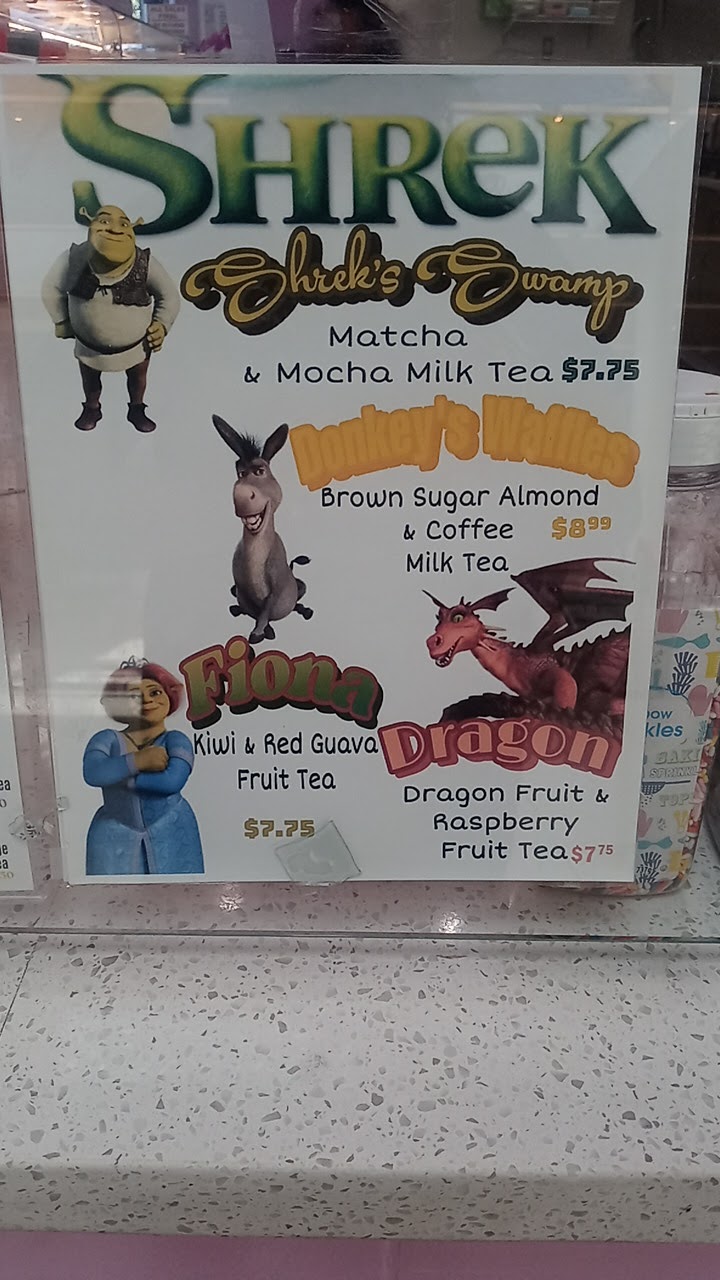 SHREK
Shrek's Swamp
Matcha
& Mocha Milk Tea $7.75
Donkey's Waffles
Brown Sugar Almond
& Coffee $8.99
Milk Tea
Fiona
Kiwi & Red Guava
Fruit Tea
$7.75
Dragon
Dragon Fruit &
Raspberry
Fruit Tea $7.75